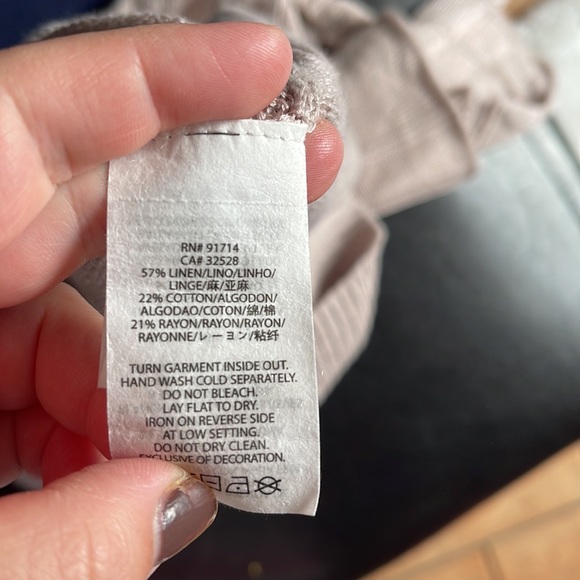 RN# 91714
CA# 32528
57% LINEN/LINO/LINHO/
LINGE/麻/亚麻
22% COTTON/ALGODON/
ALGODAO/COTON/綿/棉
21% RAYON/RAYON/RAYON/
RAYONNE/レーヨン/粘纤
TURN GARMENT INSIDE OUT.
HAND WASH COLD SEPARATELY.
DO NOT BLEACH.
LAY FLAT TO DRY.
IRON ON REVERSE SIDE
AT LOW SETTING.
DO NOT DRY CLEAN.
EXCLUSIVE OF DECORATION.